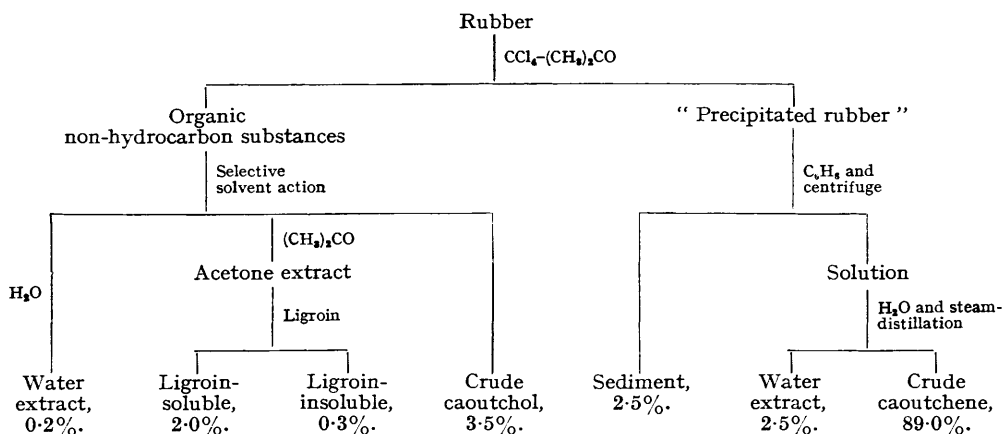 Rubber
CCl₄–(CH₃)₂CO
Organic
non-hydrocarbon substances
“ Precipitated rubber ”
Selective
solvent action
C₆H₆ and
centrifuge
(CH₃)₂CO
Acetone extract
Solution
H₂O
Ligroin
H₂O and steam-
distillation
Water
extract,
0·2%.
Ligroin-
soluble,
2·0%.
Ligroin-
insoluble,
0·3%.
Crude
caoutchol,
3·5%.
Sediment,
2·5%.
Water
extract,
2·5%.
Crude
caoutchene,
89·0%.